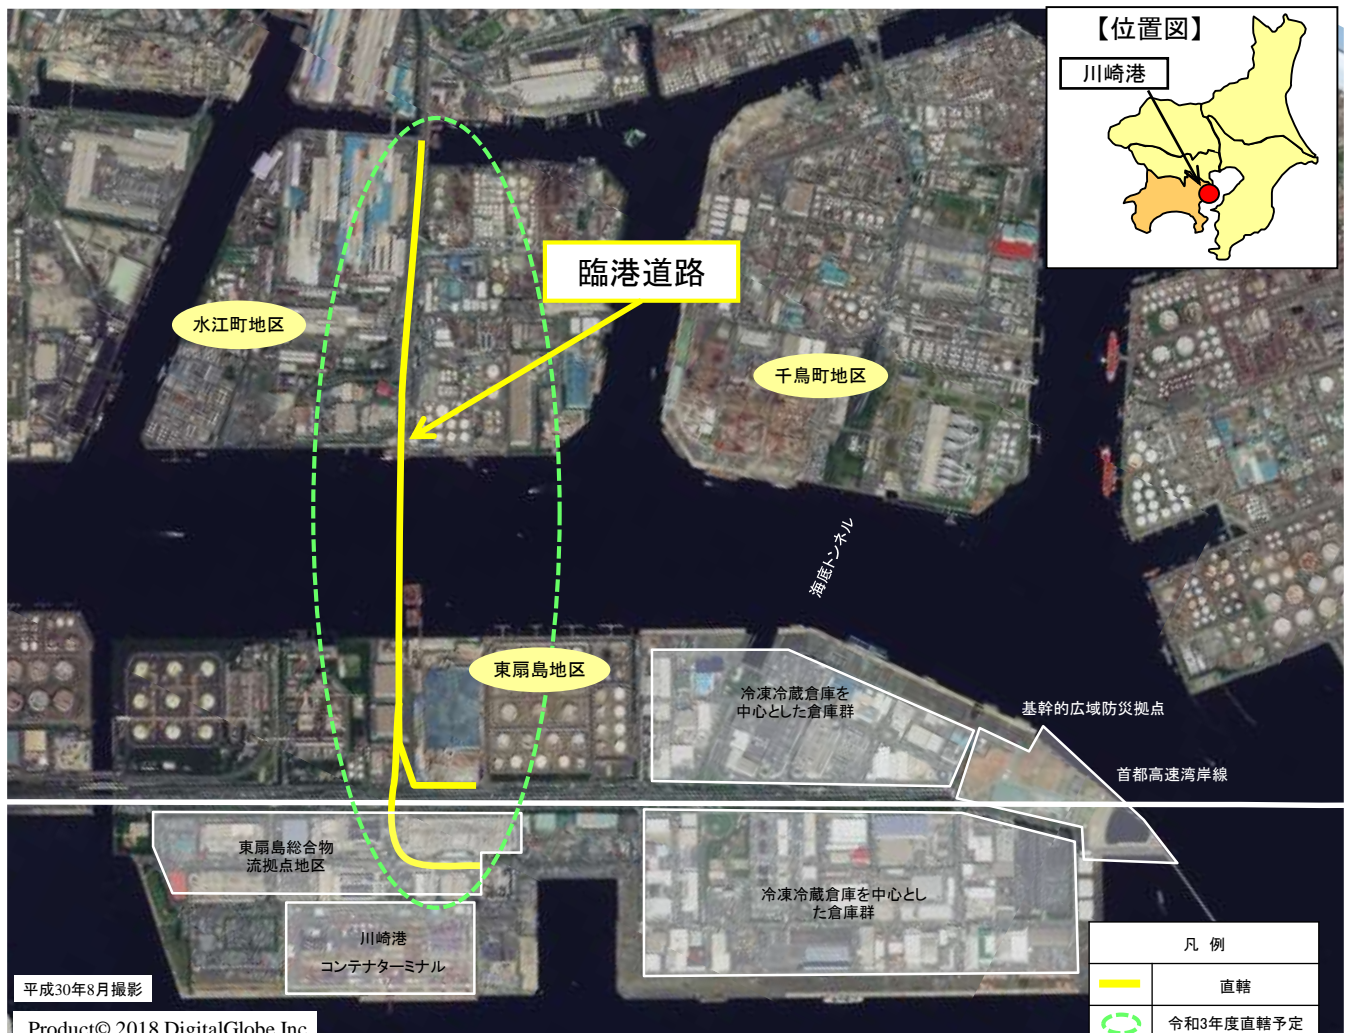 【位置図】
川崎港
臨港道路
水江町地区
千鳥町地区
海底トンネル
東扇島地区
冷凍冷蔵倉庫を
中心とした倉庫群
基幹的広域防災拠点
首都高速湾岸線
東扇島総合物
流拠点地区
冷凍冷蔵倉庫を中心とし
た倉庫群
川崎港
コンテナターミナル
凡 例
直轄
令和3年度直轄予定
平成30年8月撮影
Product© 2018 DigitalGlobe,Inc